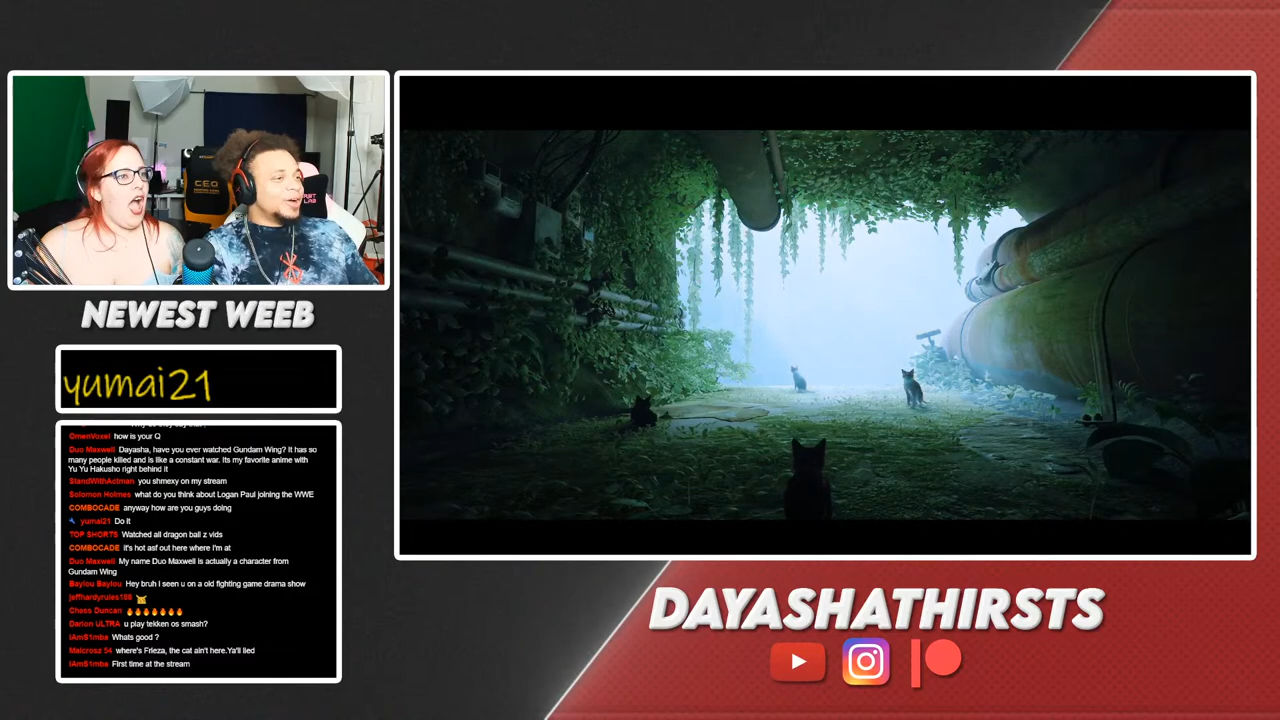 CEO
NEWEST WEEB
yumai21
OmenVoxel how is your Q
Duo Maxwell Dayasha, have you ever watched Gundam Wing? It has so
many people killed and is like a constant war. Its my favorite anime with
Yu Yu Hakusho right behind it
StandWithActman you shmexy on my stream
Solomon Holmes what do you think about Logan Paul joining the WWE
COMBOCADE anyway how are you guys doing
yumai21 Do it
TOP SHORTS Watched all dragon ball z vids
COMBOCADE it's hot asf out here where I'm at
Duo Maxwell My name Duo Maxwell is actually a character from
Gundam Wing
Baylou Baylou Hey bruh I seen u on a old fighting game drama show
jeffhardyrules188
Chess Duncan
Darion ULTRA u play tekken os smash?
IAmS1mba Whats good ?
Malcrosz 54 where's Frieza, the cat ain't here.Ya'll lied
IAmS1mba First time at the stream
DAYASHATHIRSTS